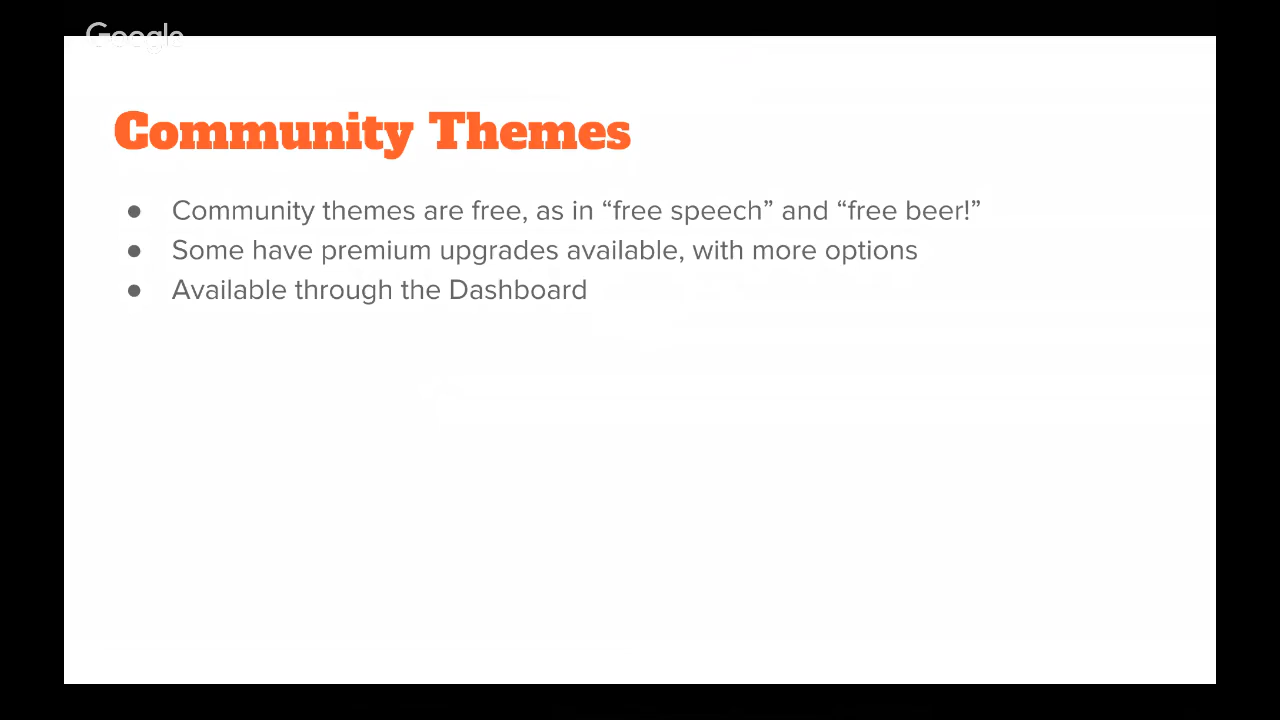 Google
Community Themes
● Community themes are free, as in “free speech” and “free beer!”
● Some have premium upgrades available, with more options
● Available through the Dashboard